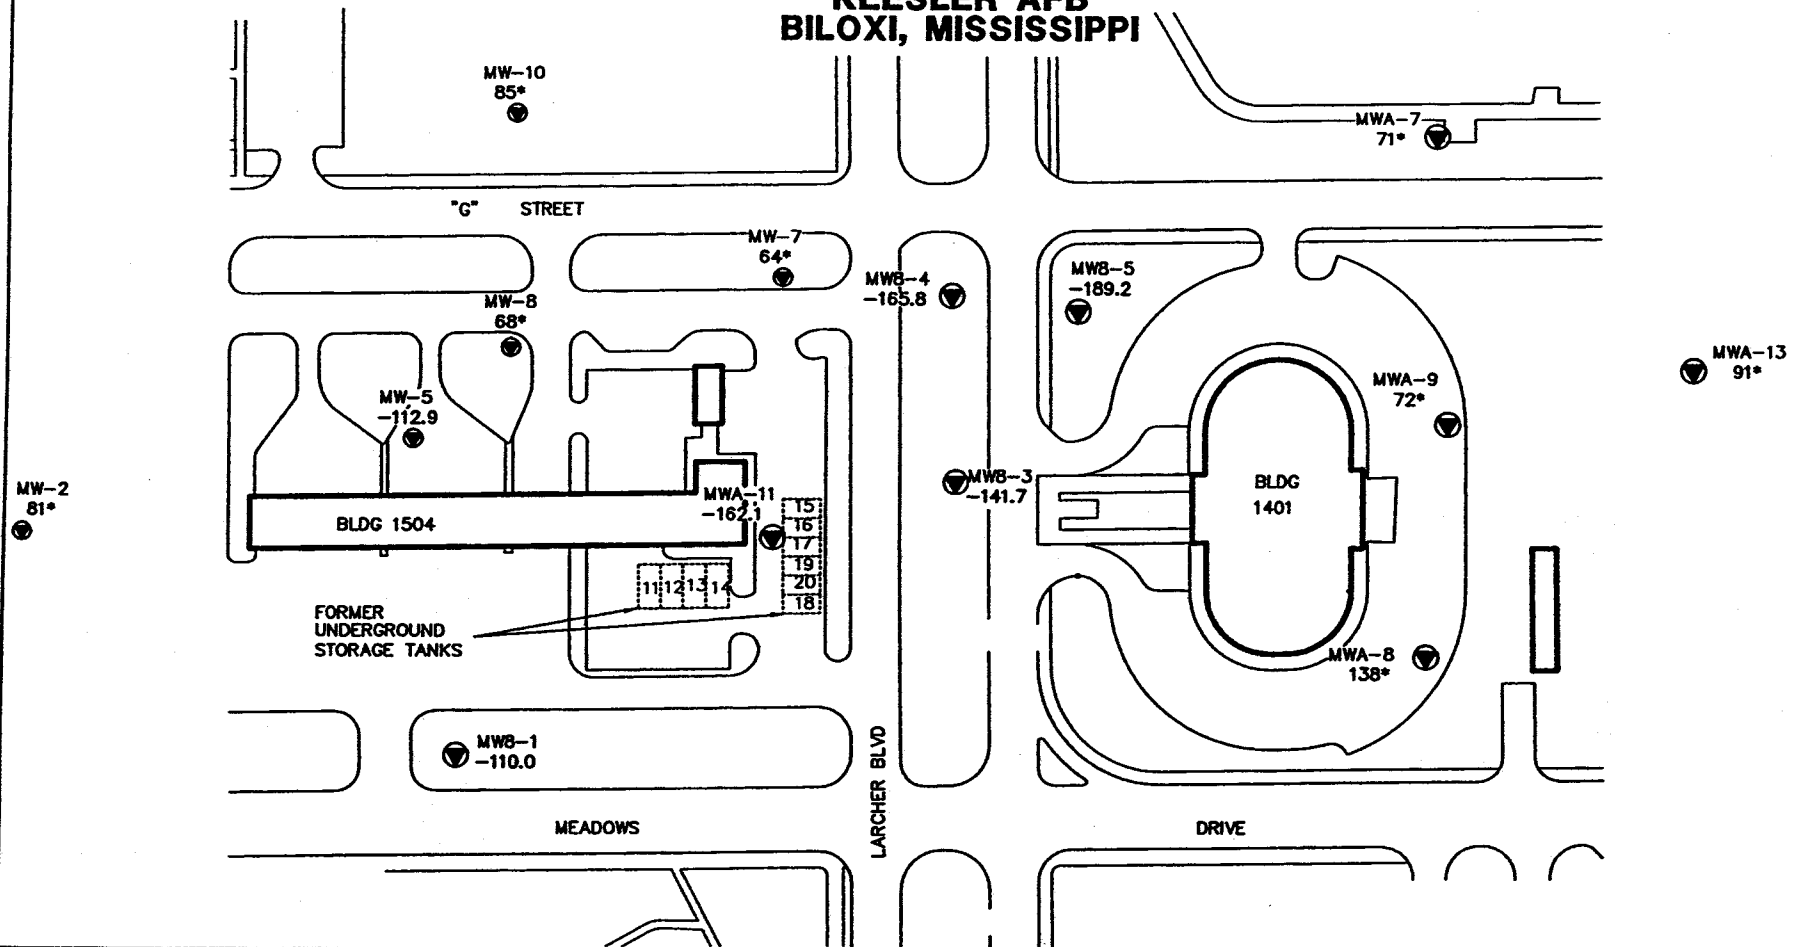 KEESLER AFB
BILOXI, MISSISSIPPI
MW-10
85*
MWA-7
71*
"G" STREET
MW-7
64*
MW8-4
-165.8
MW8-5
-189.2
MW-8
68*
MWA-13
91*
MWA-9
72*
MW-5
-112.9
MW-2
81*
MWA-11
-162.1
MW8-3
-141.7
BLDG
1401
BLDG 1504
15
16
17
19
20
18
11 12 13 14
FORMER
UNDERGROUND
STORAGE TANKS
MWA-8
138*
MW8-1
-110.0
LARCHER BLVD
MEADOWS DRIVE